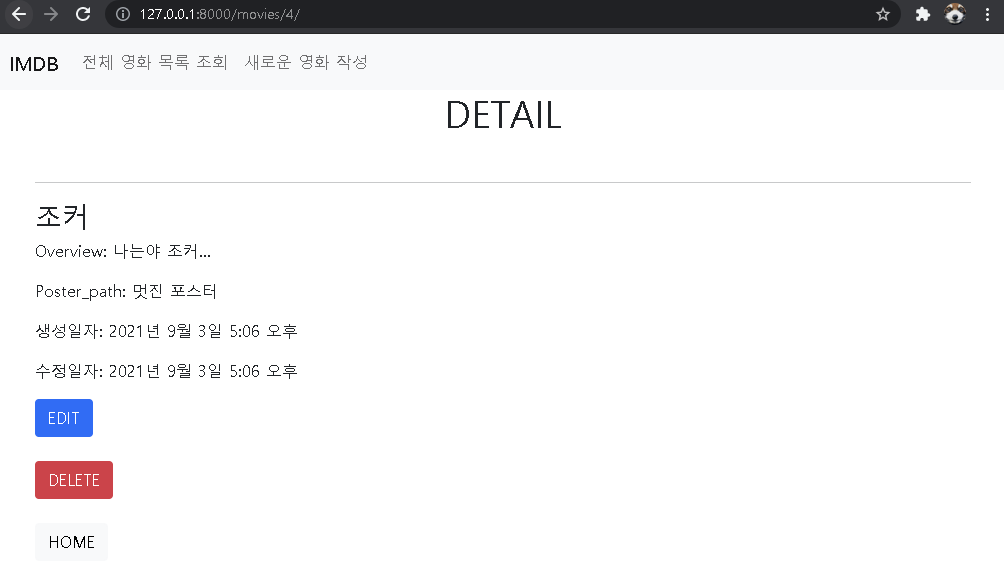 127.0.0.1:8000/movies/4/
IMDB 전체 영화 목록 조회 새로운 영화 작성
DETAIL
조커
Overview: 나는야 조커...
Poster_path: 멋진 포스터
생성일자: 2021년 9월 3일 5:06 오후
수정일자: 2021년 9월 3일 5:06 오후
EDIT
DELETE
HOME